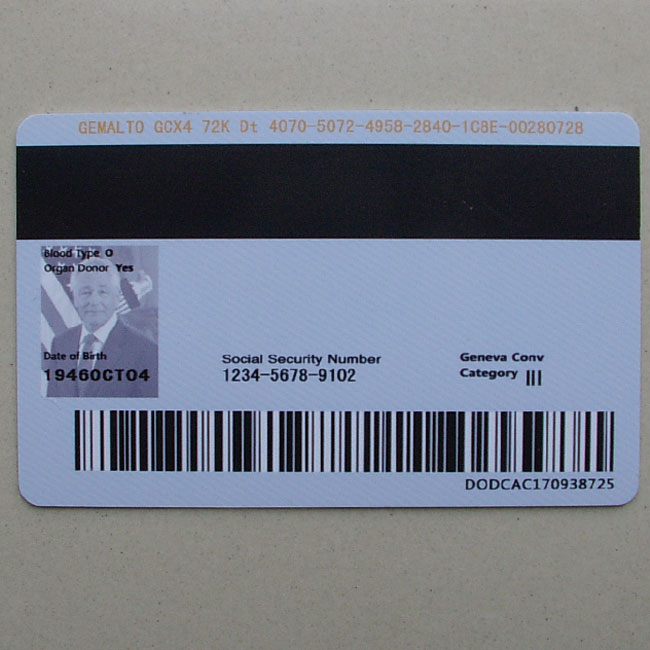 GEMALTO GCX4 72K Dt 4070-5072-4958-2840-1C8E-00280728
Blood Type O
Organ Donor Yes
Date of Birth
1946OCT04
Social Security Number
1234-5678-9102
Geneva Conv
Category III
DODCAC170938725